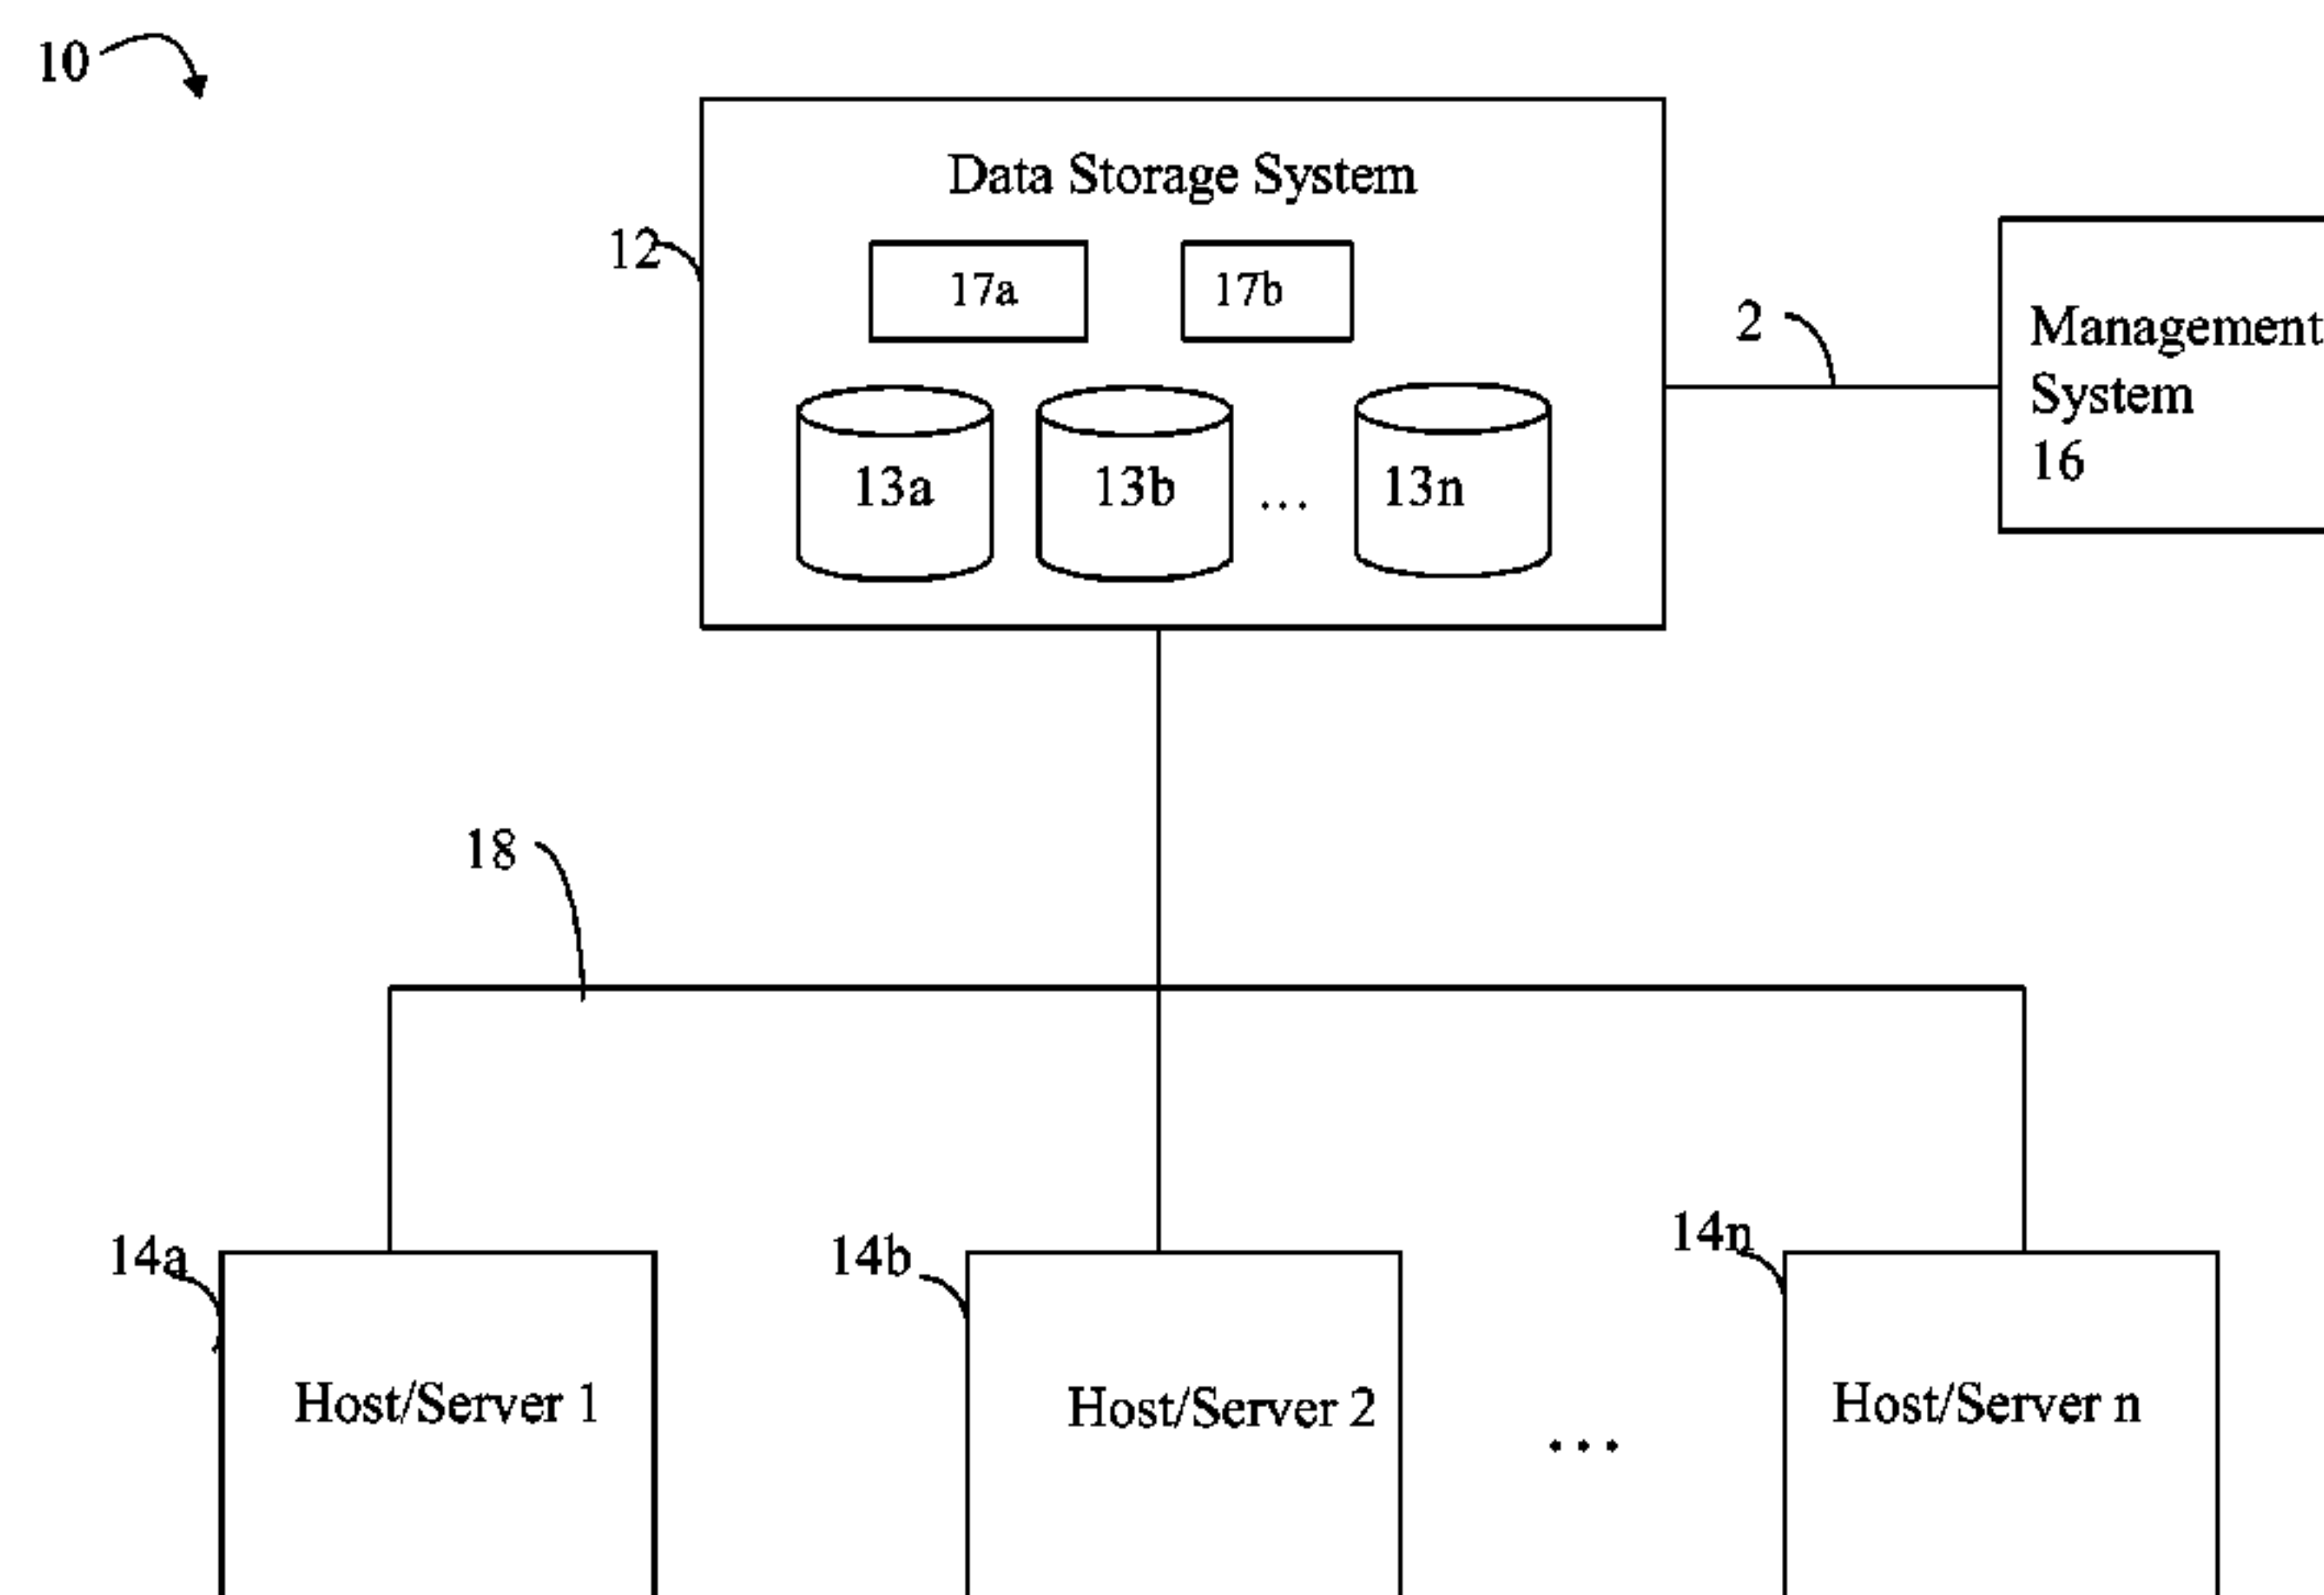 10
Data Storage System
12
17a 17b
2
Management
System
16
13a 13b ... 13n
18
14a 14b 14n
Host/Server 1 Host/Server 2 ... Host/Server n